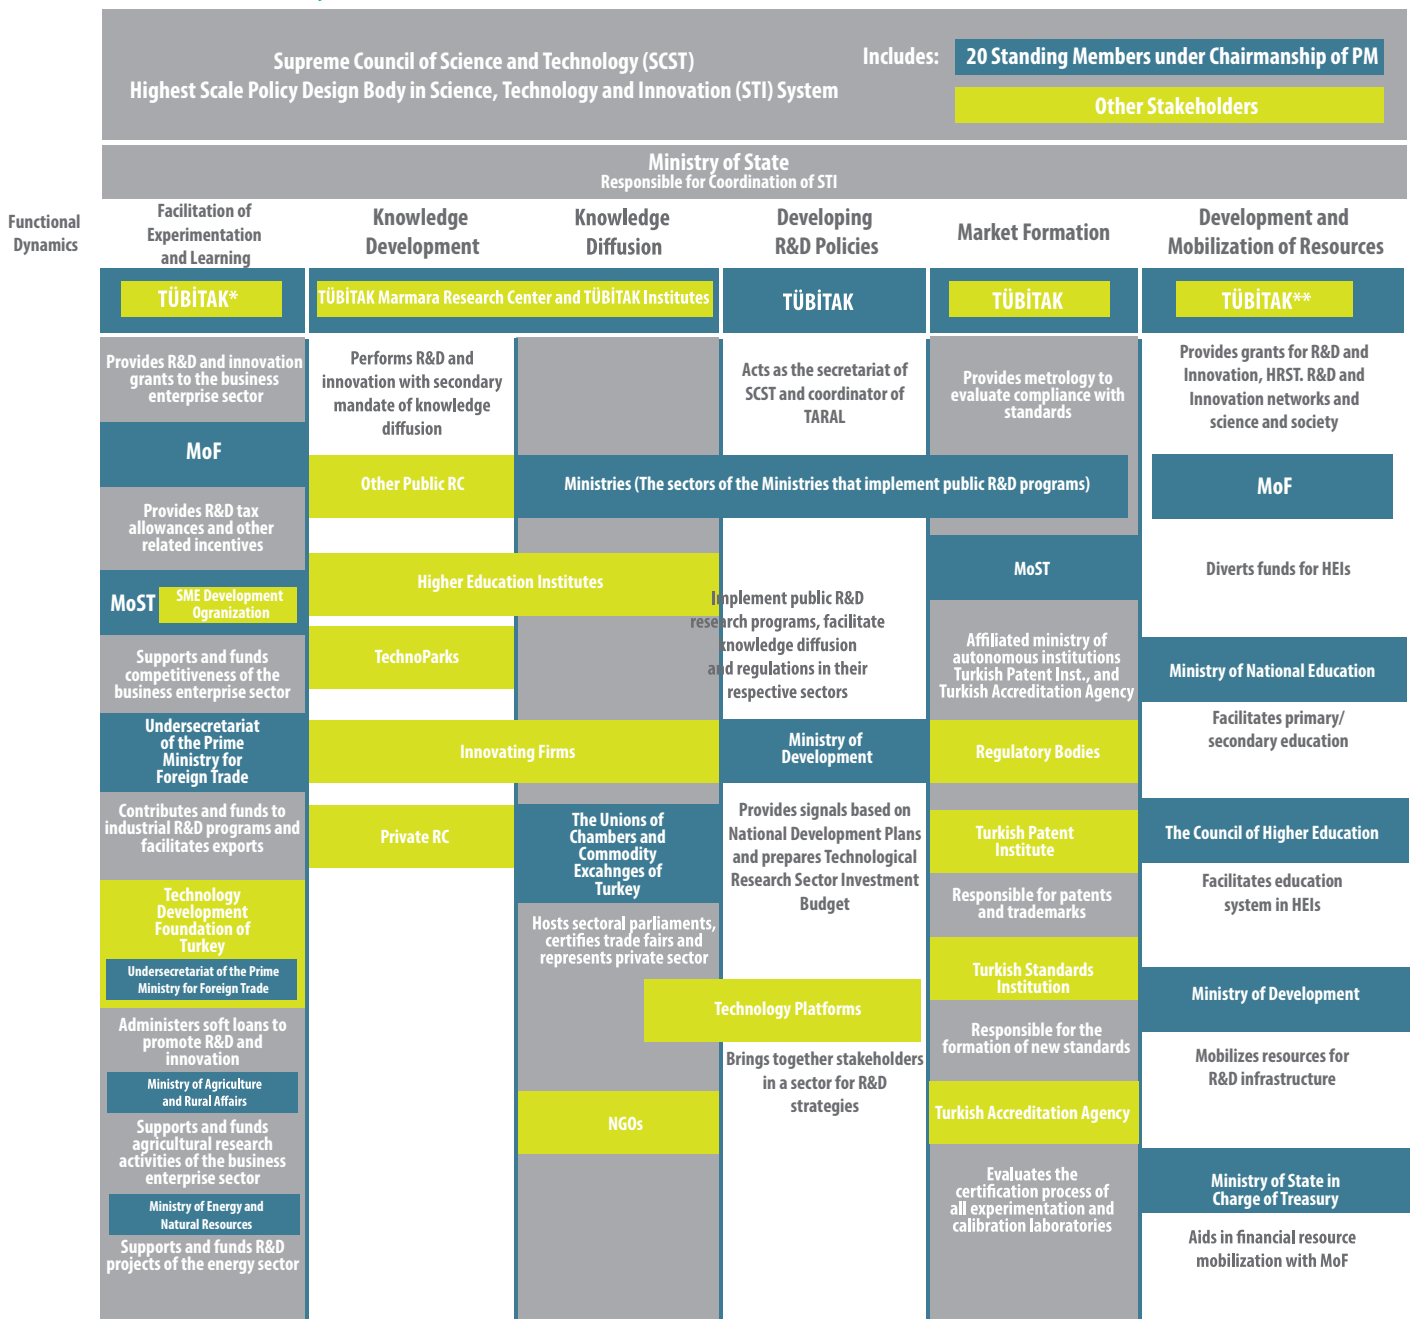 Supreme Council of Science and Technology (SCST)
Highest Scale Policy Design Body in Science, Technology and Innovation (STI) System
Includes:
20 Standing Members under Chairmanship of PM
Other Stakeholders
Ministry of State
Responsible for Coordination of STI
Functional
Dynamics
Facilitation of
Experimentation
and Learning
Knowledge
Development
Knowledge
Diffusion
Developing
R&D Policies
Market Formation
Development and
Mobilization of Resources
TÜBİTAK*
TÜBİTAK Marmara Research Center and TÜBİTAK Institutes
TÜBİTAK
TÜBİTAK
TÜBİTAK**
Provides R&D and innovation
grants to the business
enterprise sector
MoF
Provides R&D tax
allowances and other
related incentives
MoST
SME Development
Ogranization
Supports and funds
competitiveness of the
business enterprise sector
Undersecretariat
of the Prime
Ministry for
Foreign Trade
Contributes and funds to
industrial R&D programs and
facilitates exports
Technology
Development
Foundation of
Turkey
Undersecretariat of the Prime
Ministry for Foreign Trade
Administers soft loans to
promote R&D and
innovation
Ministry of Agriculture
and Rural Affairs
Supports and funds
agricultural research
activities of the business
enterprise sector
Ministry of Energy and
Natural Resources
Supports and funds R&D
projects of the energy sector
Performs R&D and
innovation with secondary
mandate of knowledge
diffusion
Other Public RC
Ministries (The sectors of the Ministries that implement public R&D programs)
Higher Education Institutes
TechnoParks
Innovating Firms
Private RC
The Unions of
Chambers and
Commodity
Excahnges of
Turkey
Hosts sectoral parliaments,
certifies trade fairs and
represents private sector
Technology Platforms
NGOs
Acts as the secretariat of
SCST and coordinator of
TARAL
Implement public R&D
research programs, facilitate
knowledge diffusion
and regulations in their
respective sectors
Ministry of
Development
Provides signals based on
National Development Plans
and prepares Technological
Research Sector Investment
Budget
Brings together stakeholders
in a sector for R&D
strategies
Provides metrology to
evaluate compliance with
standards
MoST
Affiliated ministry of
autonomous institutions
Turkish Patent Inst., and
Turkish Accreditation Agency
Regulatory Bodies
Turkish Patent
Institute
Responsible for patents
and trademarks
Turkish Standards
Institution
Responsible for the
formation of new standards
Turkish Accreditation Agency
Evaluates the
certification process of
all experimentation and
calibration laboratories
Provides grants for R&D and
Innovation, HRST. R&D and
Innovation networks and
science and society
MoF
Diverts funds for HEIs
Ministry of National Education
Facilitates primary/
secondary education
The Council of Higher Education
Facilitates education
system in HEIs
Ministry of Development
Mobilizes resources for
R&D infrastructure
Ministry of State in
Charge of Treasury
Aids in financial resource
mobilization with MoF